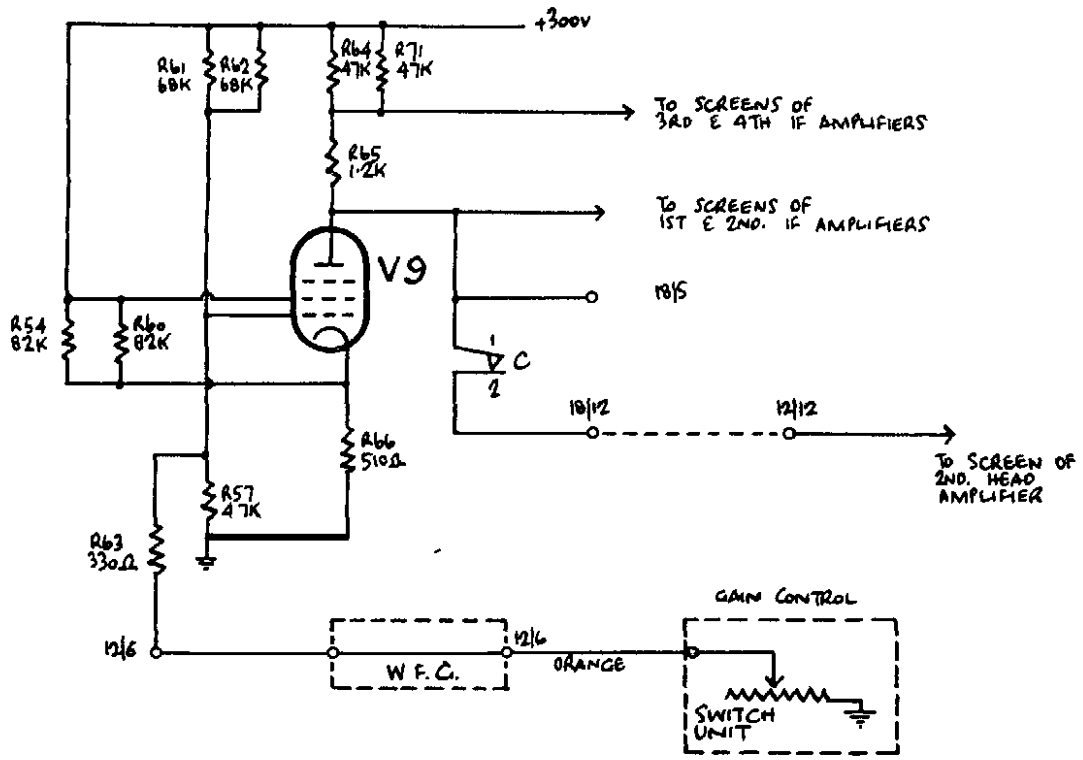 +300V
R61
68K
R62
68K
R64
47K
R71
47K
TO SCREENS OF
3RD & 4TH IF AMPLIFIERS
R65
1.2K
TO SCREENS OF
1ST & 2ND. IF AMPLIFIERS
V9
18/5
R54
82K
R60
82K
1
C
2
18/12
12/12
R66
510Ω
TO SCREEN OF
2ND. HEAD
AMPLIFIER
R57
47K
R63
330Ω
GAIN CONTROL
12/6
12/6
W.F.G.
ORANGE
SWITCH
UNIT